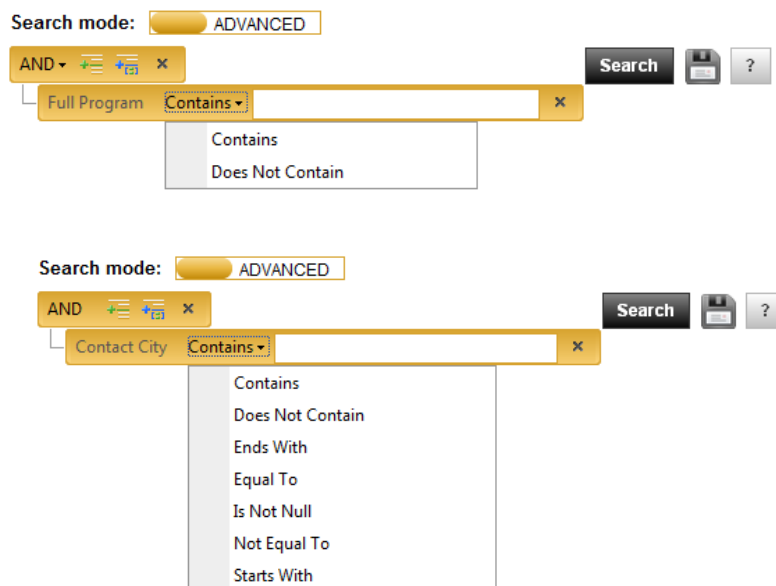 Search mode: ADVANCED
AND Search ?
Full Program Contains
Contains
Does Not Contain
Search mode: ADVANCED
AND Search ?
Contact City Contains
Contains
Does Not Contain
Ends With
Equal To
Is Not Null
Not Equal To
Starts With